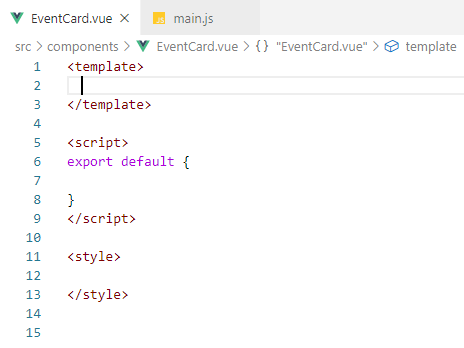 EventCard.vue × JS main.js
src > components > EventCard.vue > {} "EventCard.vue" > template
1 <template>
2
3 </template>
4
5 <script>
6 export default {
7
8 }
9 </script>
10
11 <style>
12
13 </style>
14
15